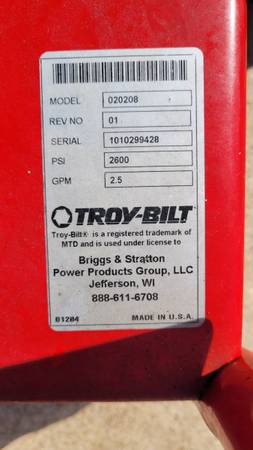 MODEL 020208
REV NO 01
SERIAL 1010299428
PSI 2600
GPM 2.5
TROY-BILT
Troy-Bilt® is a registered trademark of
MTD and is used under license to
Briggs & Stratton
Power Products Group, LLC
Jefferson, WI
888-611-6708
B1204 MADE IN U.S.A.